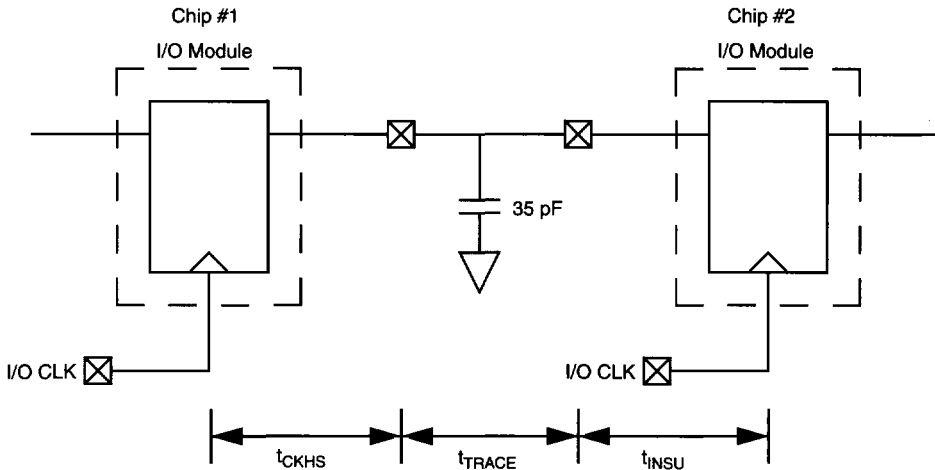 Chip #1
I/O Module
Chip #2
I/O Module
35 pF
I/O CLK
I/O CLK
tCKHS
tTRACE
tINSU